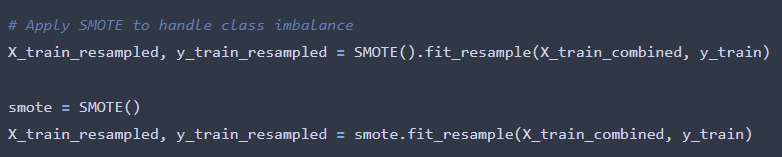 # Apply SMOTE to handle class imbalance
X_train_resampled, y_train_resampled = SMOTE().fit_resample(X_train_combined, y_train)
smote = SMOTE()
X_train_resampled, y_train_resampled = smote.fit_resample(X_train_combined, y_train)